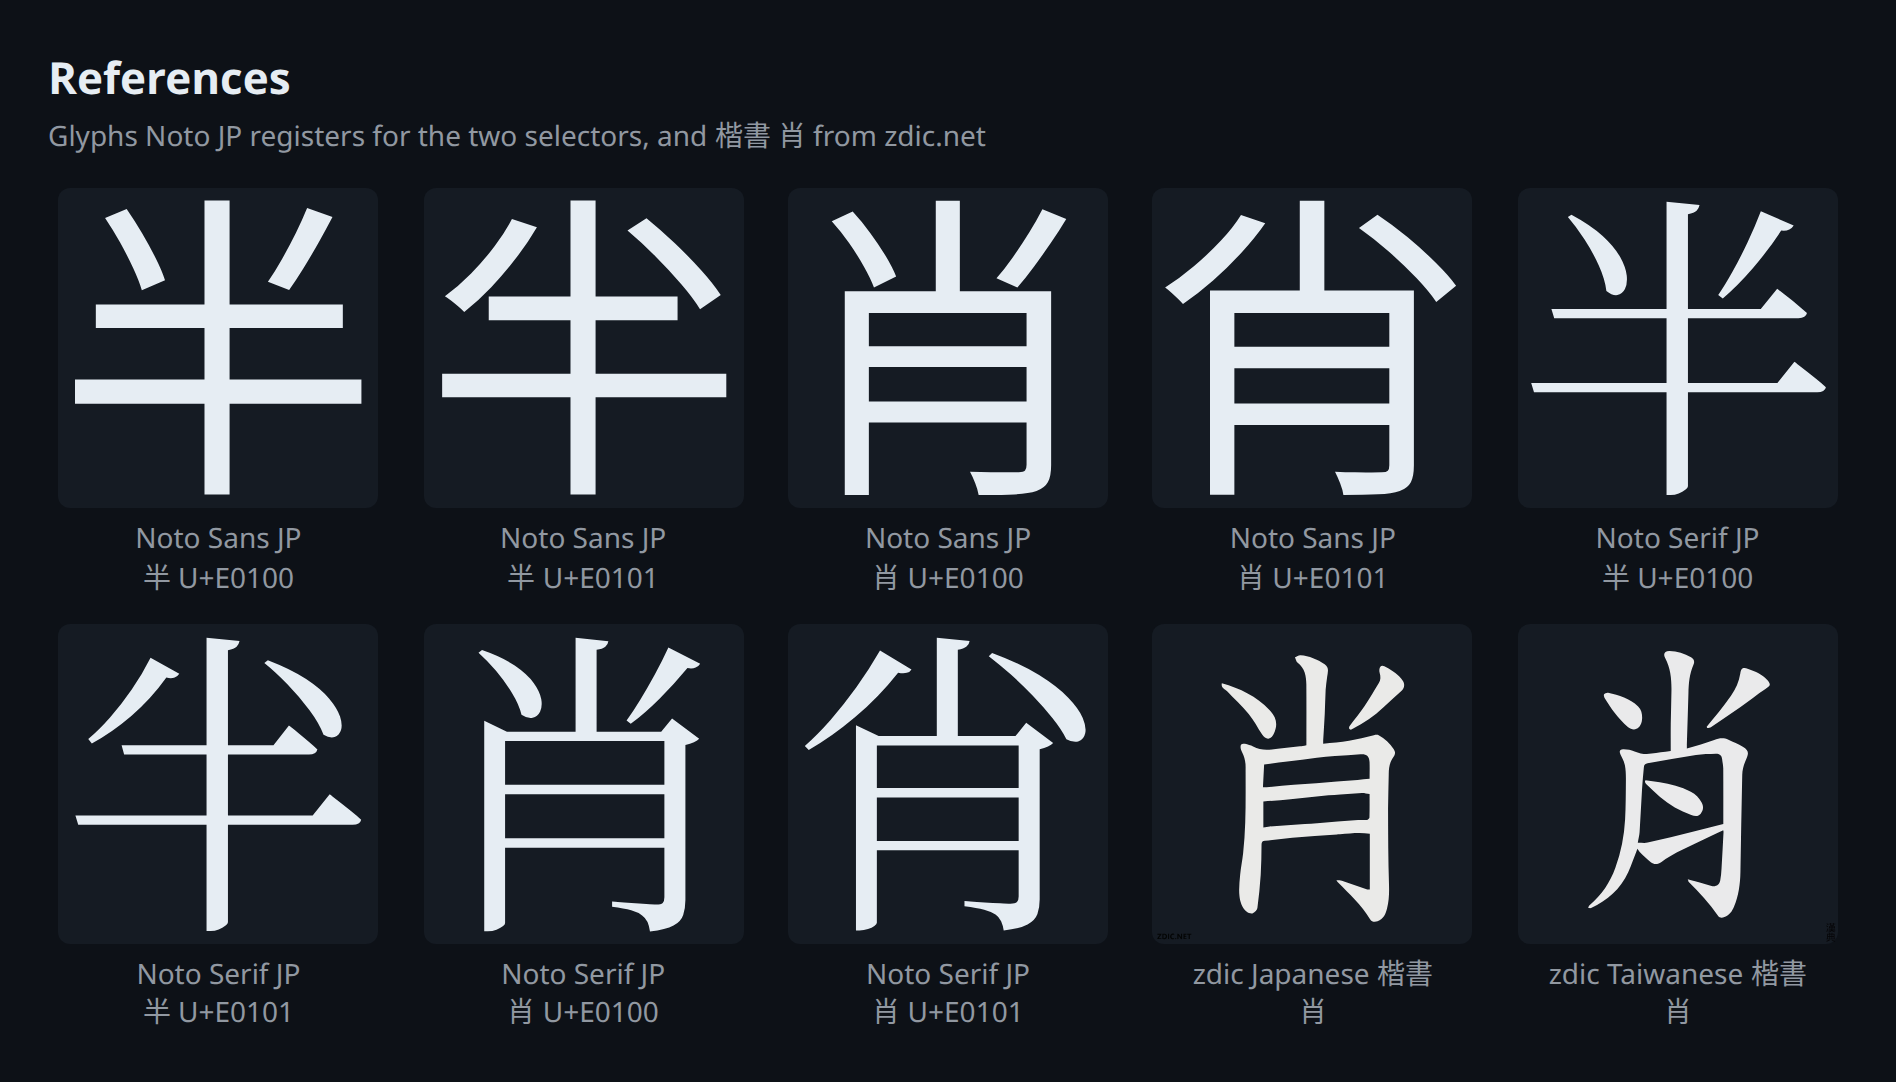 References
Glyphs Noto JP registers for the two selectors, and 楷書 肖 from zdic.net
半 半 肖 肖 半
Noto Sans JP Noto Sans JP Noto Sans JP Noto Sans JP Noto Serif JP
半 U+E0100 半 U+E0101 肖 U+E0100 肖 U+E0101 半 U+E0100
半 肖 肖 肖 肖
ZDIC.NET
Noto Serif JP Noto Serif JP Noto Serif JP zdic Japanese 楷書 zdic Taiwanese 楷書
半 U+E0101 肖 U+E0100 肖 U+E0101 肖 肖